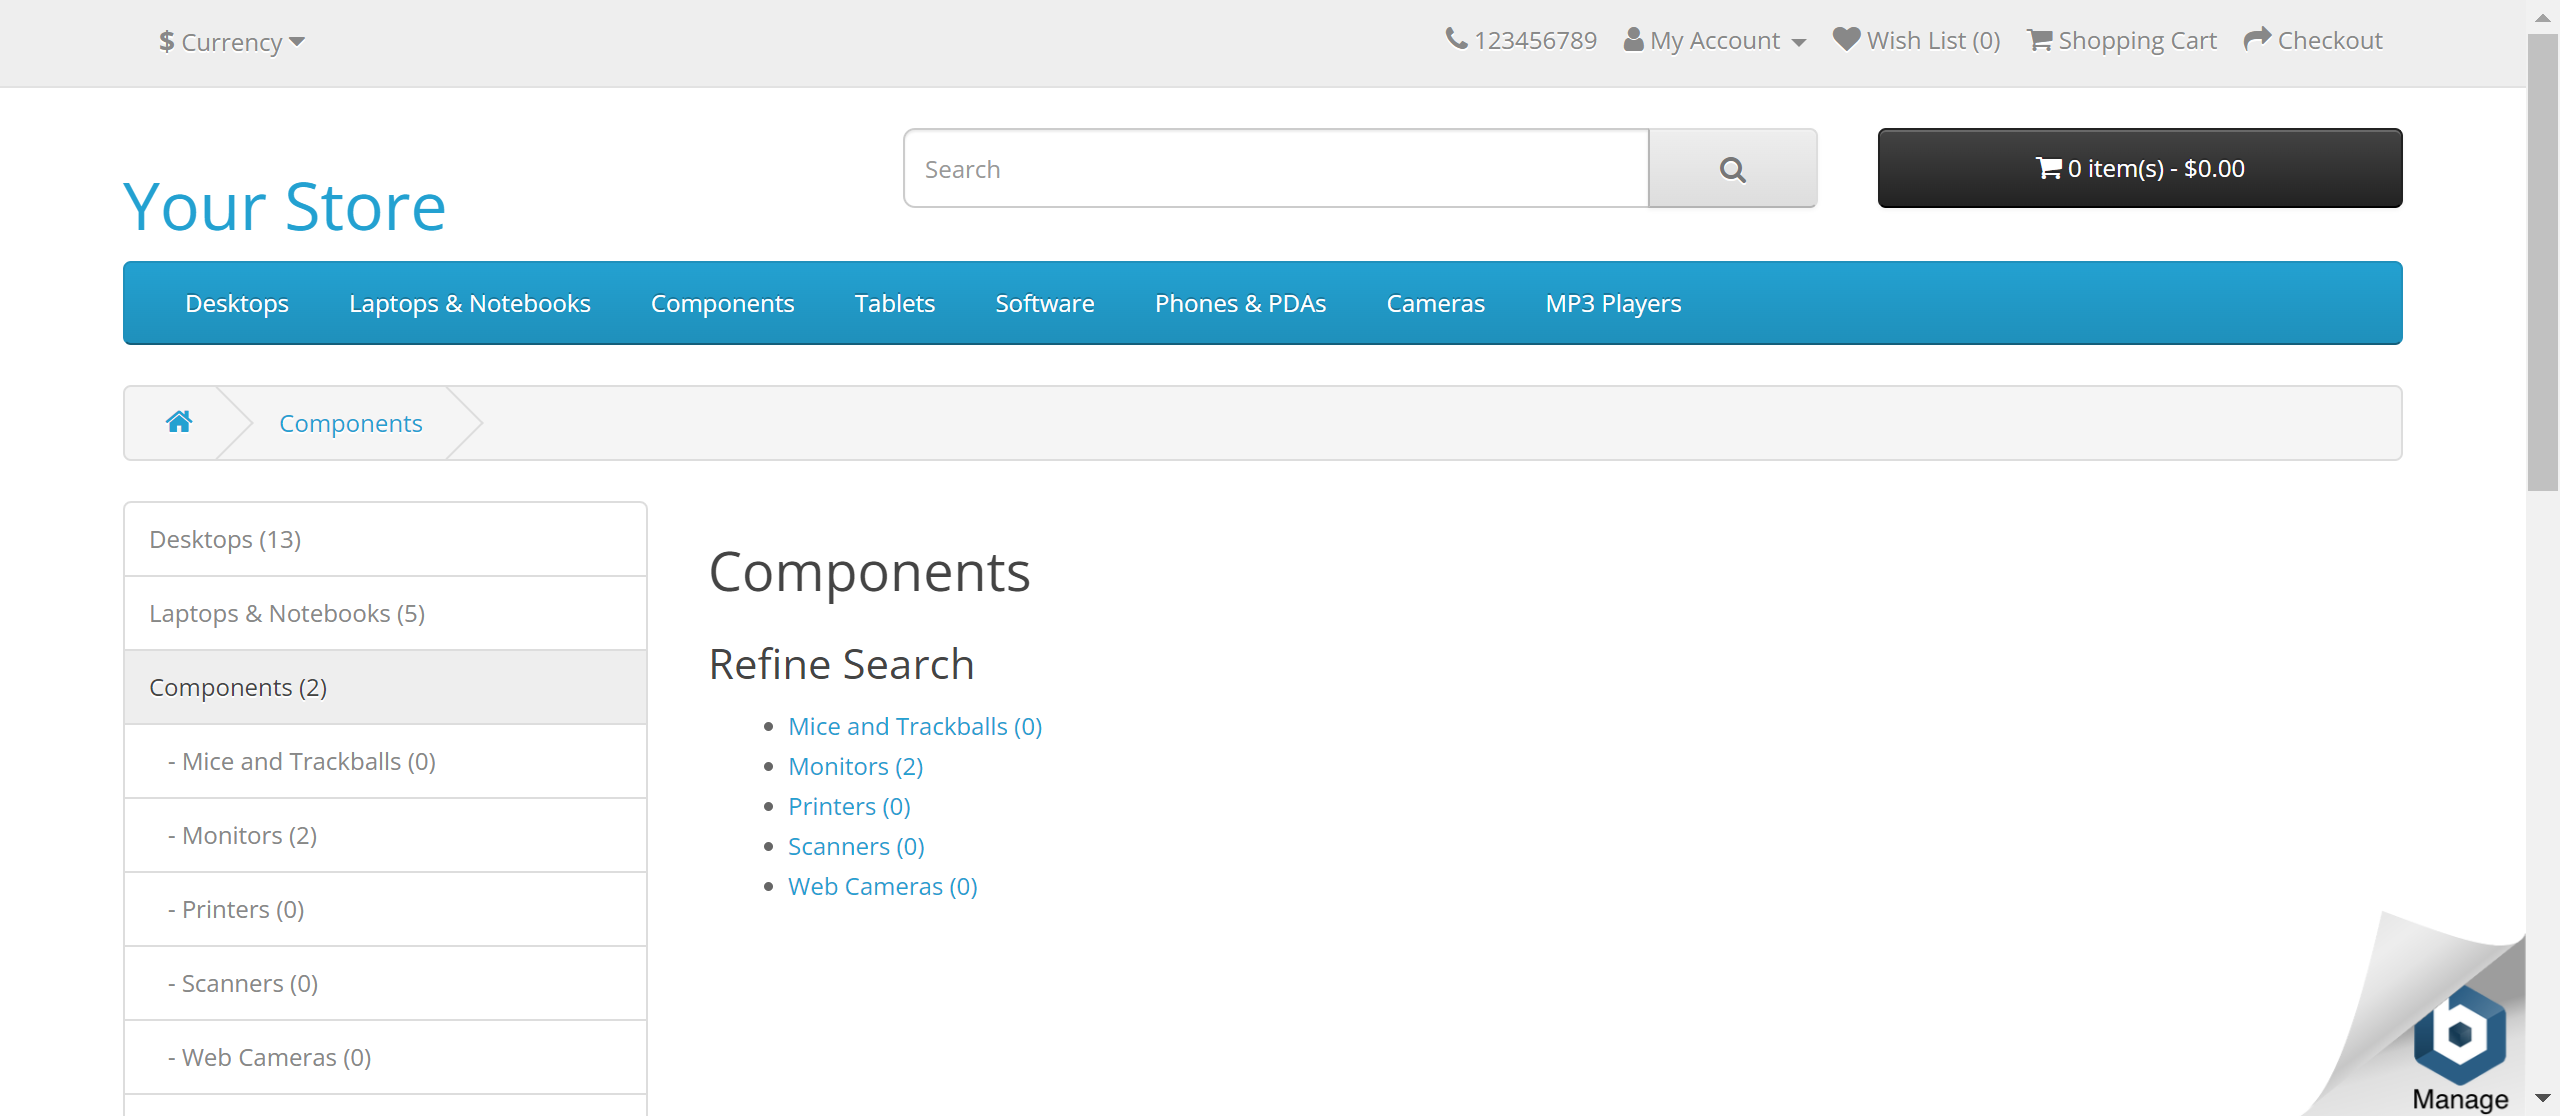 $ Currency
123456789 My Account Wish List (0) Shopping Cart Checkout
Your Store
Search
0 item(s) - $0.00
Desktops Laptops & Notebooks Components Tablets Software Phones & PDAs Cameras MP3 Players
Components
Desktops (13)
Laptops & Notebooks (5)
Components (2)
- Mice and Trackballs (0)
- Monitors (2)
- Printers (0)
- Scanners (0)
- Web Cameras (0)
Components
Refine Search
Mice and Trackballs (0)
Monitors (2)
Printers (0)
Scanners (0)
Web Cameras (0)
Manage